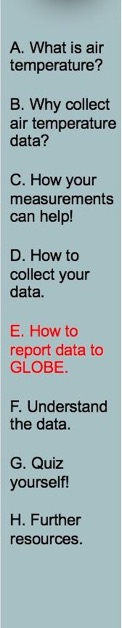 A. What is air
temperature?
B. Why collect
air temperature
data?
C. How your
measurements
can help!
D. How to
collect your
data.
E. How to
report data to
GLOBE.
F. Understand
the data.
G. Quiz
yourself!
H. Further
resources.